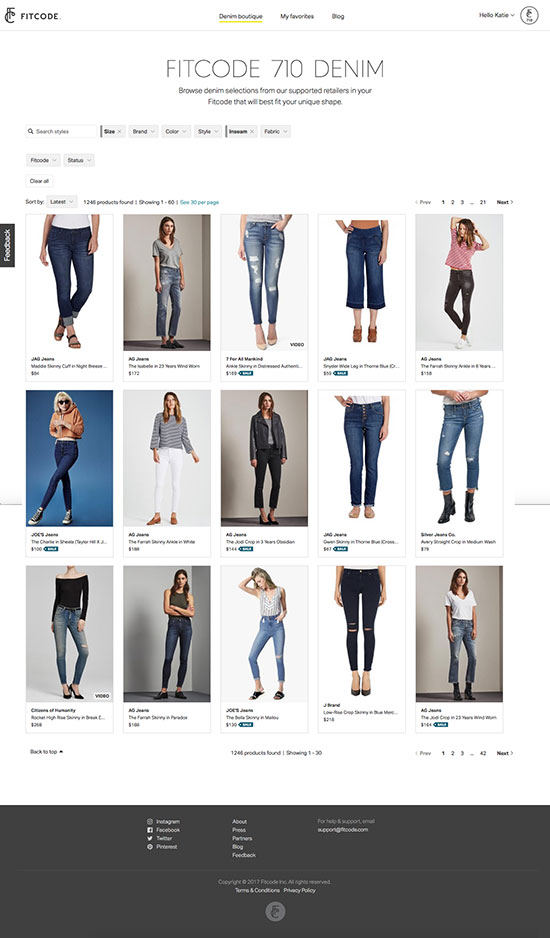 FITCODE
Denim boutique
My favorites
Blog
Hello Katie
710
FITCODE 710 DENIM
Browse denim selections from our supported retailers in your
Fitcode that will best fit your unique shape.
Search styles
Size ×
Brand
Color
Style
Inseam ×
Fabric
Fitcode
Status
Clear all
Sort by: Latest
1246 products found | Showing 1 - 60 | See 30 per page
Prev 1 2 3 ... 21 Next
Feedback
VIDEO
JAG Jeans
Maddie Skinny Cuff in Night Breeze ...
$84
AG Jeans
The Isabelle in 23 Years Wind Worn
$172
7 For All Mankind
Ankle Skinny in Distressed Authenti...
$169 SALE
JAG Jeans
Snyder Wide Leg in Thorne Blue (Cr...
$59 SALE
AG Jeans
The Farrah Skinny Ankle in 8 Years ...
$158
JOE'S Jeans
The Charlie in Sheela (Taylor Hill X J...
$100 SALE
AG Jeans
The Farrah Skinny Ankle in White
$188
AG Jeans
The Jodi Crop in 3 Years Obsidian
$144 SALE
JAG Jeans
Gwen Skinny in Thorne Blue (Cross...
$67 SALE
Silver Jeans Co.
Avery Straight Crop in Medium Wash
$79
VIDEO
Citizens of Humanity
Rocket High Rise Skinny in Break E...
$268
AG Jeans
The Farrah Skinny in Paradox
$188
JOE'S Jeans
The Bella Skinny in Malou
$130 SALE
J Brand
Low-Rise Crop Skinny in Blue Merc...
$218
AG Jeans
The Jodi Crop in 23 Years Wind Worn
$164 SALE
Back to top
1246 products found | Showing 1 - 30
Prev 1 2 3 ... 42 Next
Instagram
Facebook
Twitter
Pinterest
About
Press
Partners
Blog
Feedback
For help & support, email
support@fitcode.com
Copyright © 2017 Fitcode Inc. All rights reserved.
Terms & Conditions Privacy Policy